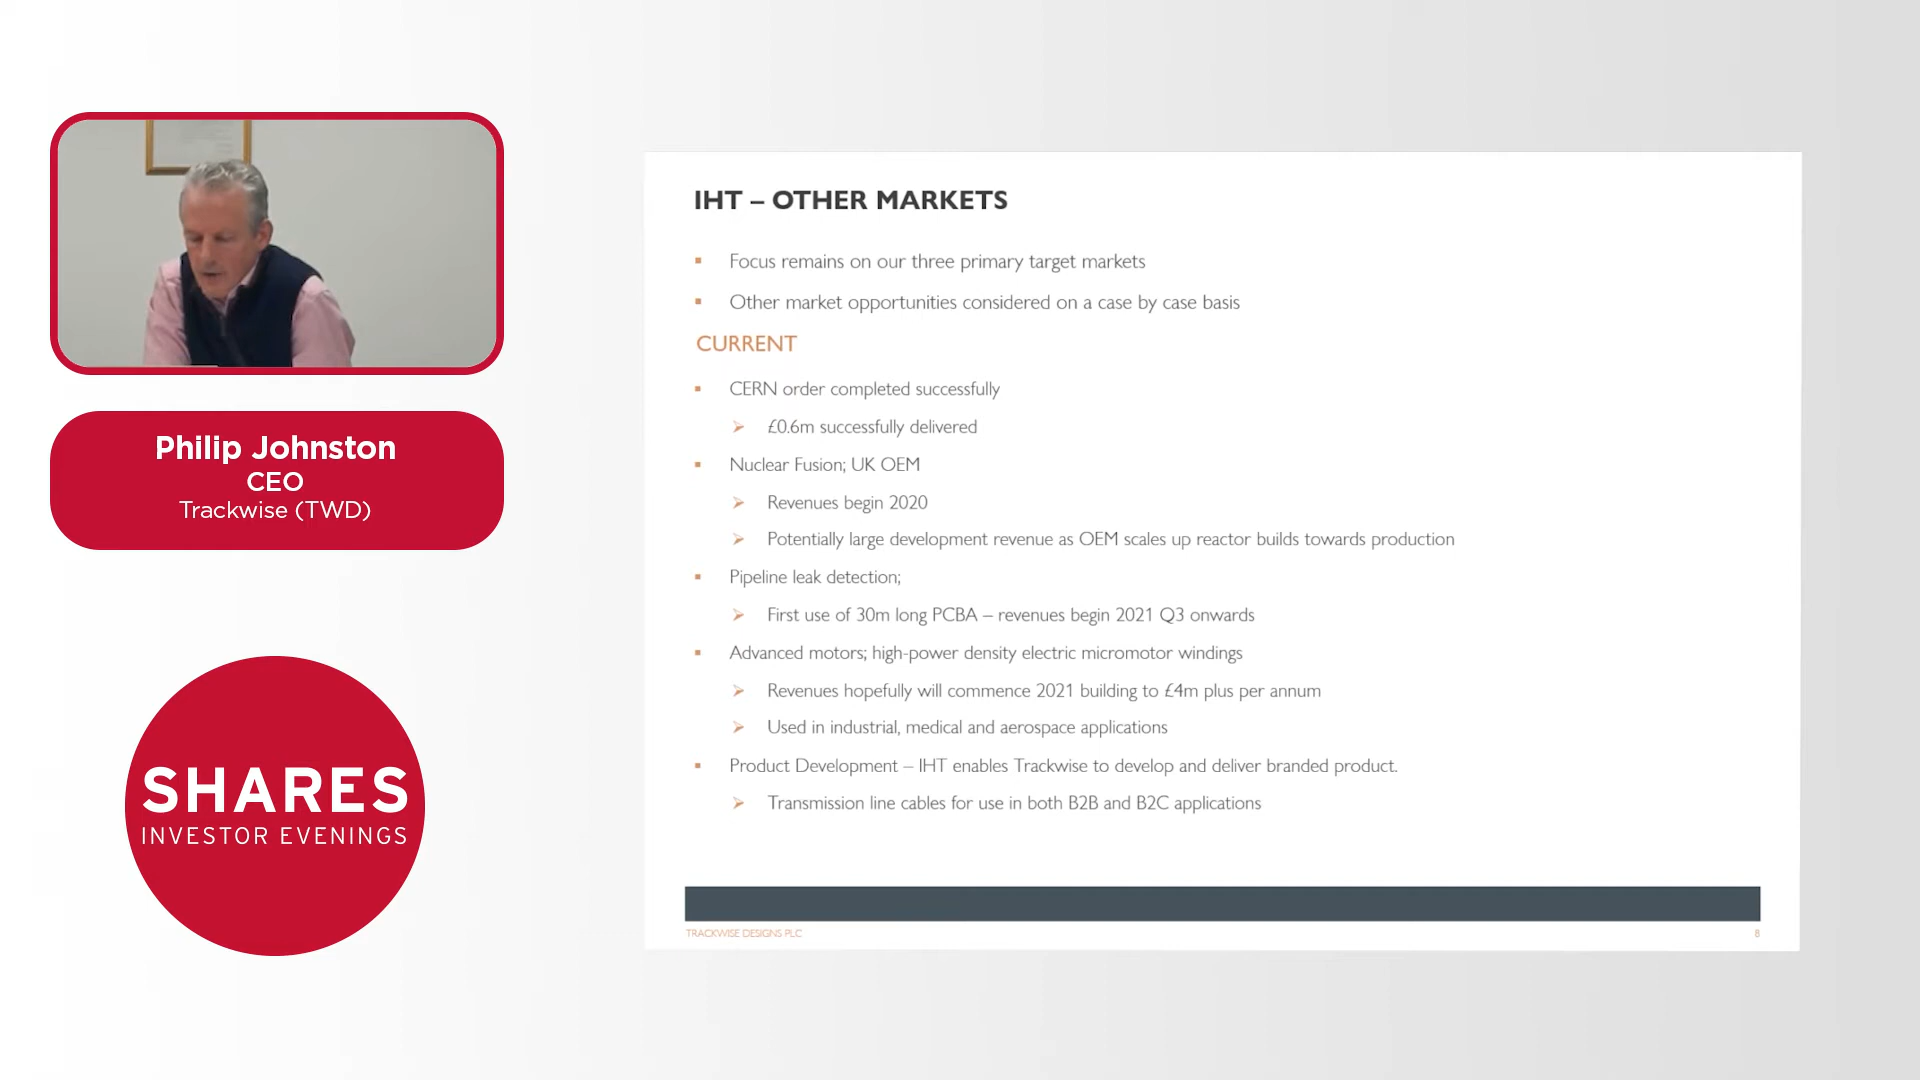 Philip Johnston
CEO
Trackwise (TWD)
SHARES
INVESTOR EVENINGS
IHT – OTHER MARKETS
Focus remains on our three primary target markets
Other market opportunities considered on a case by case basis
CURRENT
CERN order completed successfully
£0.6m successfully delivered
Nuclear Fusion; UK OEM
Revenues begin 2020
Potentially large development revenue as OEM scales up reactor builds towards production
Pipeline leak detection;
First use of 30m long PCBA – revenues begin 2021 Q3 onwards
Advanced motors; high-power density electric micromotor windings
Revenues hopefully will commence 2021 building to £4m plus per annum
Used in industrial, medical and aerospace applications
Product Development – IHT enables Trackwise to develop and deliver branded product.
Transmission line cables for use in both B2B and B2C applications
TRACKWISE DESIGNS PLC
8